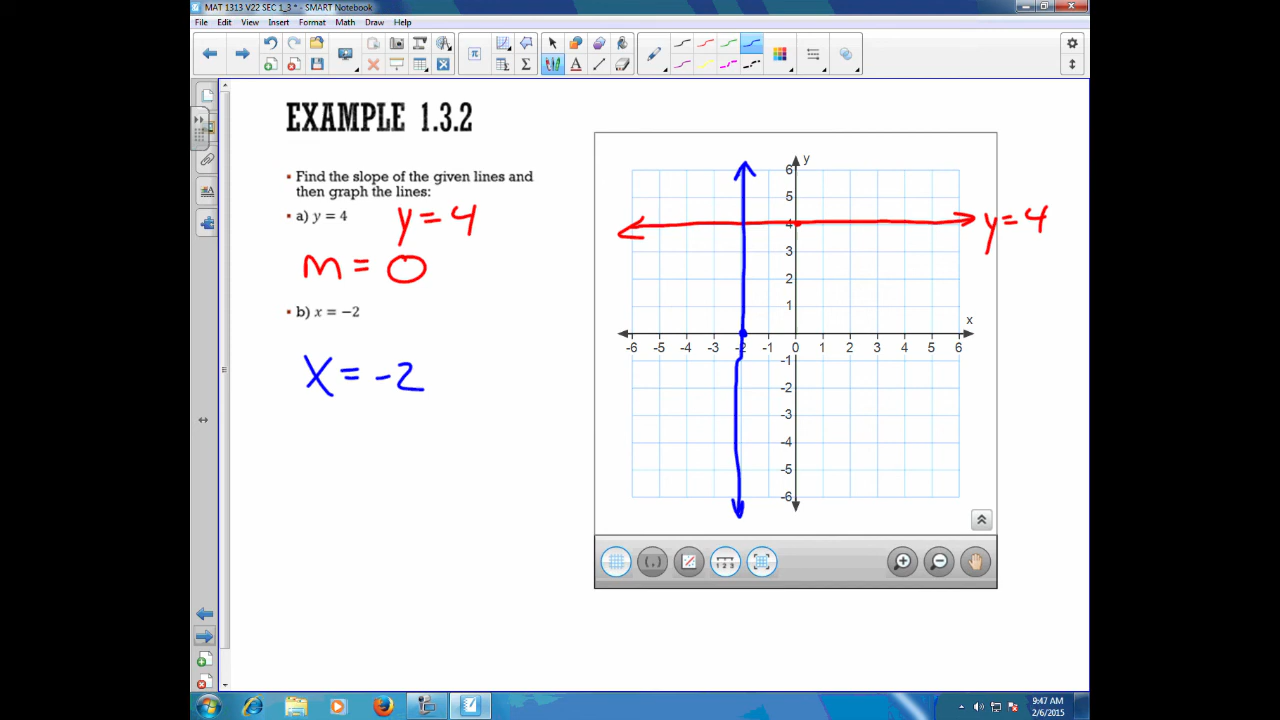 MAT 1313 V22 SEC 1_3 * - SMART Notebook
File Edit View Insert Format Math Draw Help
EXAMPLE 1.3.2
Find the slope of the given lines and
then graph the lines:
a) y = 4
y = 4
m = 0
b) x = −2
x = -2
y
6
5
4
3
2
1
x
-6 -5 -4 -3 -2 -1 0 1 2 3 4 5 6
-1
-2
-3
-4
-5
-6
y = 4
9:47 AM
2/6/2015